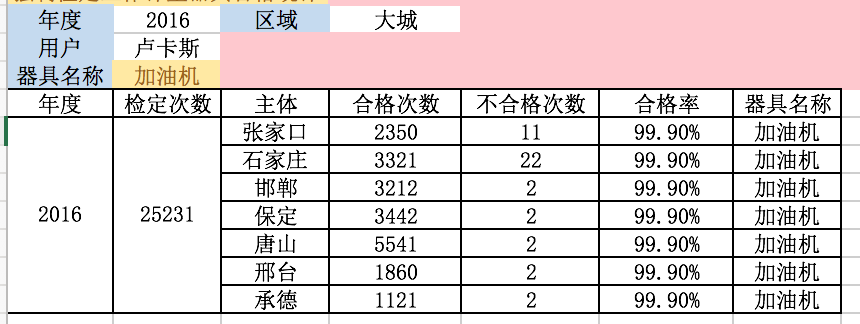 年度 2016 区域 大城
用户 卢卡斯
器具名称 加油机
年度 检定次数 主体 合格次数 不合格次数 合格率 器具名称
张家口 2350 11 99.90% 加油机
石家庄 3321 22 99.90% 加油机
邯郸 3212 2 99.90% 加油机
2016 25231 保定 3442 2 99.90% 加油机
唐山 5541 2 99.90% 加油机
邢台 1860 2 99.90% 加油机
承德 1121 2 99.90% 加油机